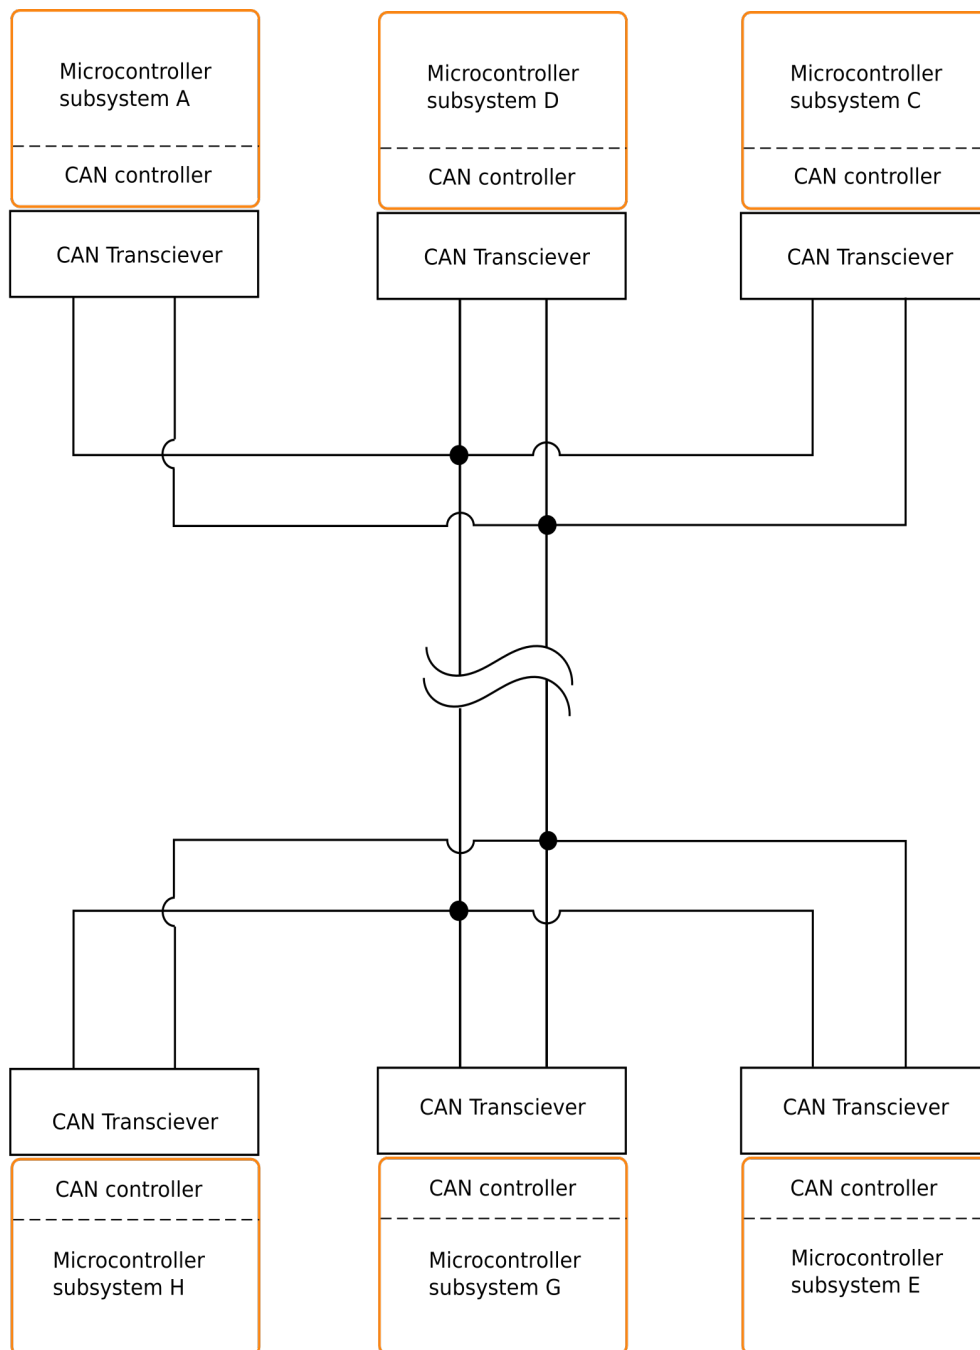 Microcontroller
subsystem A
CAN controller
CAN Transciever
Microcontroller
subsystem D
CAN controller
CAN Transciever
Microcontroller
subsystem C
CAN controller
CAN Transciever
CAN Transciever
CAN controller
Microcontroller
subsystem H
CAN Transciever
CAN controller
Microcontroller
subsystem G
CAN Transciever
CAN controller
Microcontroller
subsystem E